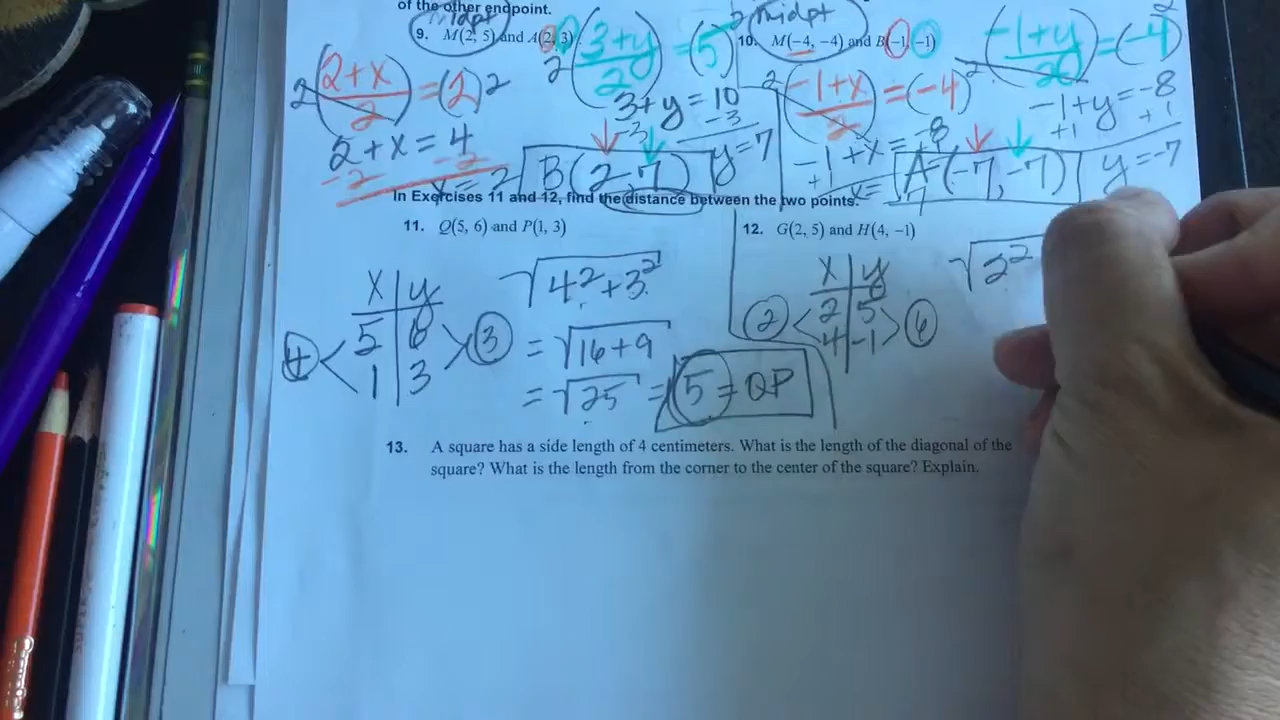 of the other endpoint.
midpt
midpt
9. M(2, 5) and A(2, 3)
2(3+y/2) = (5)2
10. M(−4, −4) and B(−1, −1)
(-1+y/2) = (-4)2
2(2+x/2) = (2)2
2(-1+x/2) = (-4)2
3+y=10
-3 -3
-1+y=-8
+1 +1
2+x=4
-2 -2
y=7
-1+x=-8
+1
y=-7
x=2
B(2, 7)
x=-7
A(-7, -7)
In Exercises 11 and 12, find the distance between the two points.
11. Q(5, 6) and P(1, 3)
12. G(2, 5) and H(4, −1)
x | y
5 | 6
1 | 3
4
3
√4²+3²
= √16+9
= √25 = 5 = QP
x | y
2 | 5
4 | -1
2
6
13. A square has a side length of 4 centimeters. What is the length of the diagonal of the
square? What is the length from the corner to the center of the square? Explain.